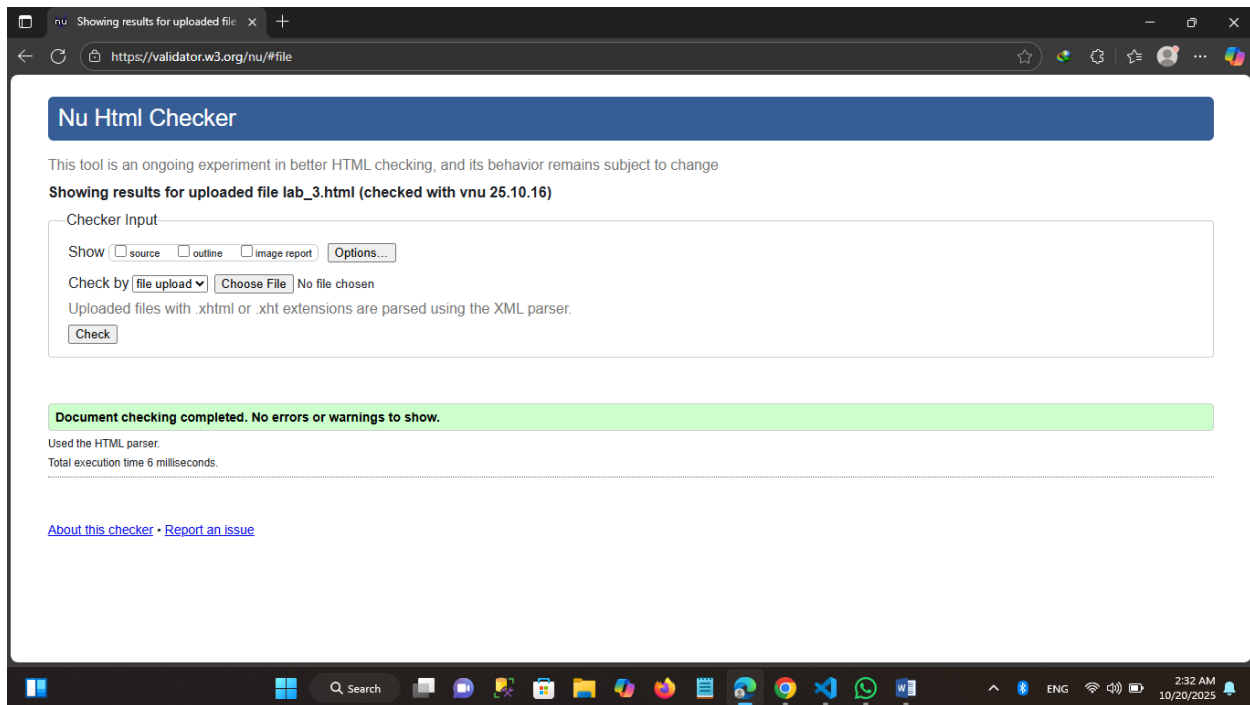 Showing results for uploaded file
https://validator.w3.org/nu/#file
Nu Html Checker
This tool is an ongoing experiment in better HTML checking, and its behavior remains subject to change
Showing results for uploaded file lab_3.html (checked with vnu 25.10.16)
Checker Input
Show source outline image report Options...
Check by file upload Choose File No file chosen
Uploaded files with .xhtml or .xht extensions are parsed using the XML parser.
Check
Document checking completed. No errors or warnings to show.
Used the HTML parser.
Total execution time 6 milliseconds.
About this checker • Report an issue
Search ENG 2:32 AM
10/20/2025